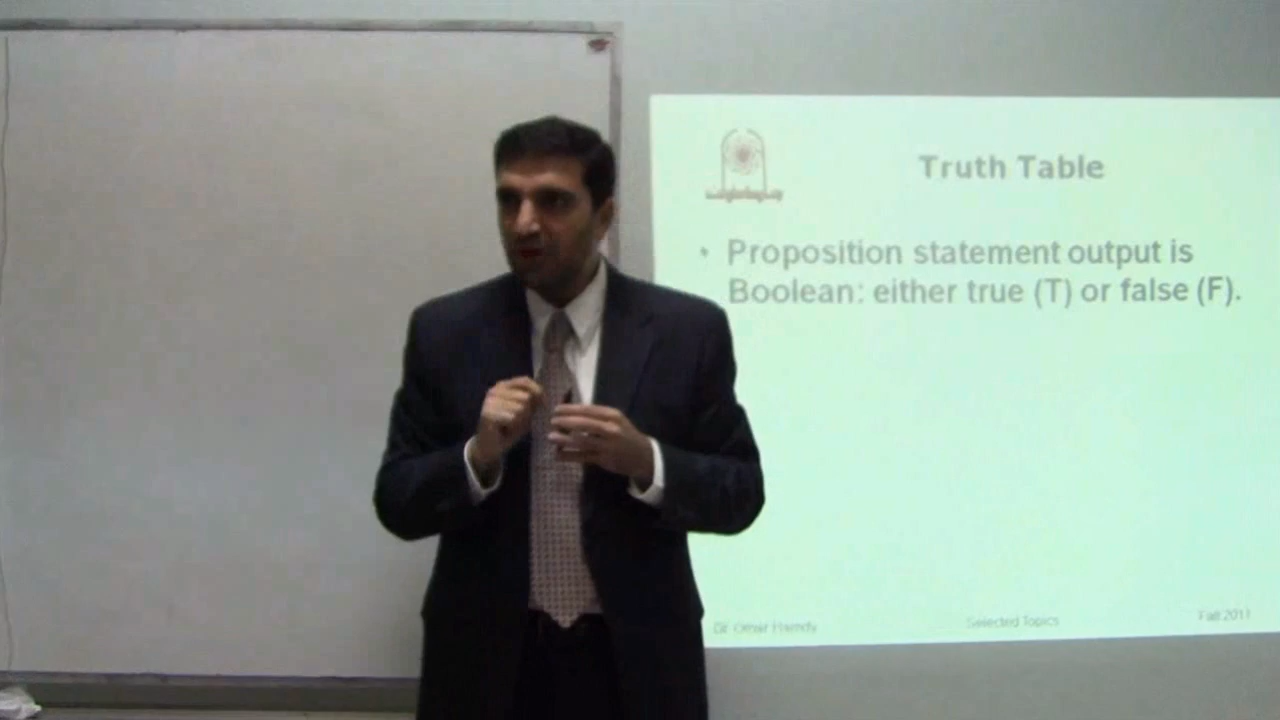 Truth Table
• Proposition statement output is
Boolean: either true (T) or false (F).
Dr. Omar Hamdy
Selected Topics
Fall 2011